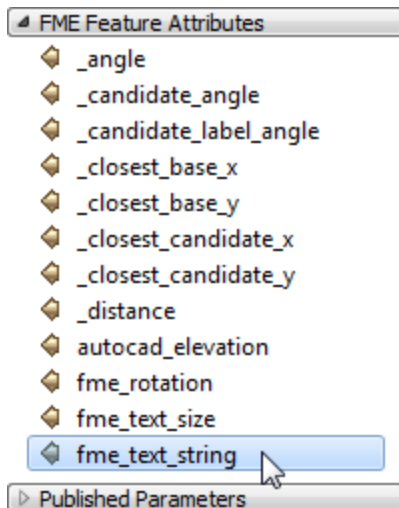 FME Feature Attributes
_angle
_candidate_angle
_candidate_label_angle
_closest_base_x
_closest_base_y
_closest_candidate_x
_closest_candidate_y
_distance
autocad_elevation
fme_rotation
fme_text_size
fme_text_string
Published Parameters